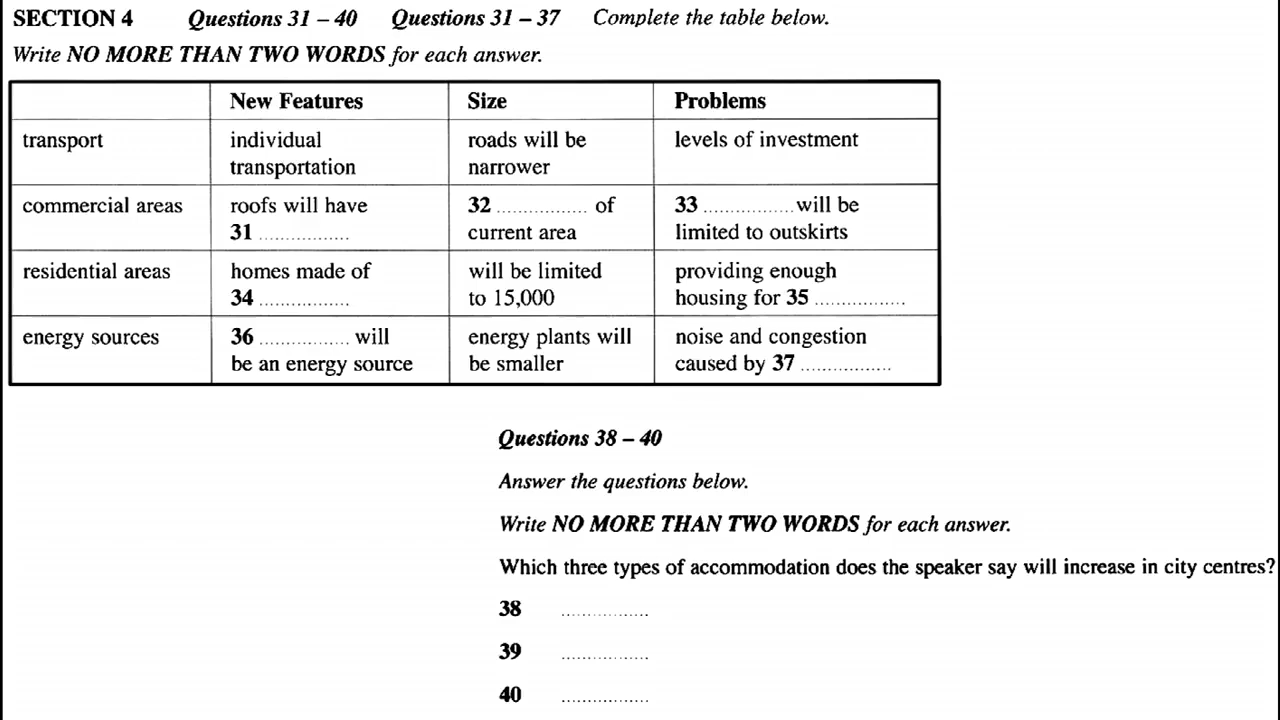 SECTION 4 Questions 31 – 40 Questions 31 – 37 Complete the table below.
Write NO MORE THAN TWO WORDS for each answer.
New Features Size Problems
transport individual transportation roads will be narrower levels of investment
commercial areas roofs will have 31 ................ 32 ................ of current area 33 ................ will be limited to outskirts
residential areas homes made of 34 ................ will be limited to 15,000 providing enough housing for 35 ................
energy sources 36 ................ will be an energy source energy plants will be smaller noise and congestion caused by 37 ................
Questions 38 – 40
Answer the questions below.
Write NO MORE THAN TWO WORDS for each answer.
Which three types of accommodation does the speaker say will increase in city centres?
38 ................
39 ................
40 ................